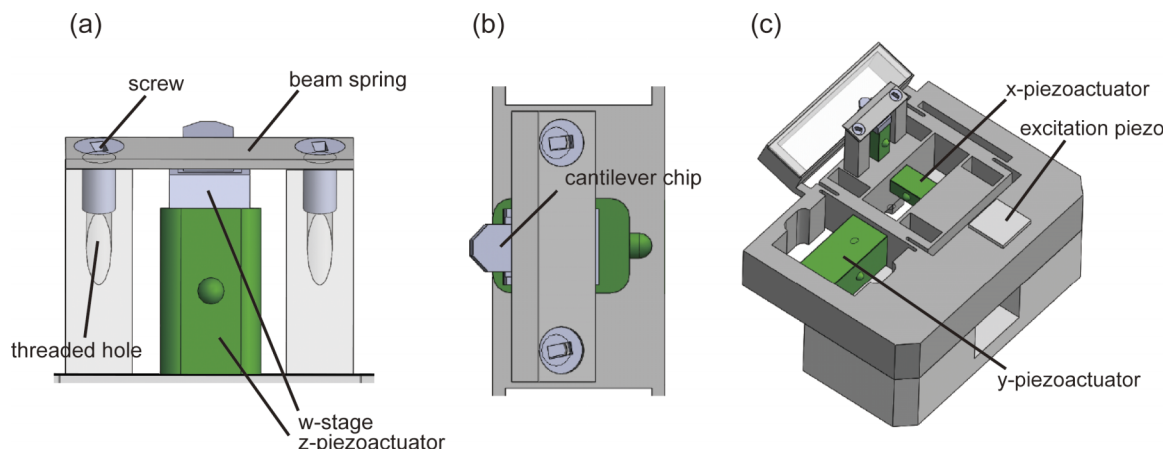 (a)
screw
beam spring
threaded hole
w-stage
z-piezoactuator
(b)
cantilever chip
(c)
x-piezoactuator
excitation piezo
y-piezoactuator